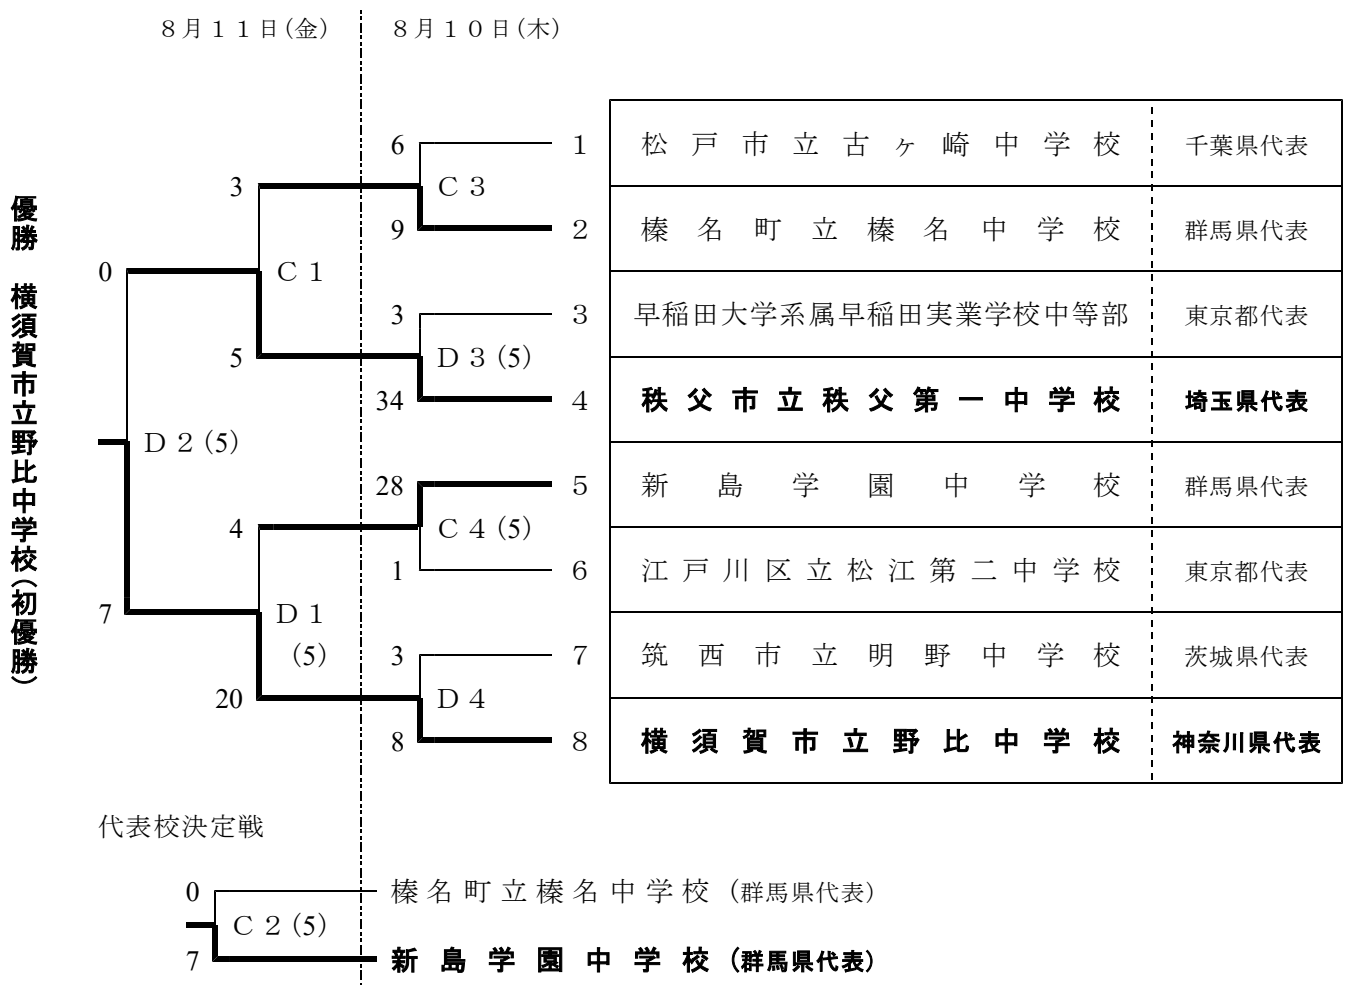 ８月１１日(金)
８月１０日(木)
優勝　横須賀市立野比中学校(初優勝)
6
1
松戸市立古ヶ崎中学校
千葉県代表
3
C 3
9
2
榛名町立榛名中学校
群馬県代表
0
C 1
3
3
早稲田大学系属早稲田実業学校中等部
東京都代表
5
D 3 (5)
34
4
秩父市立秩父第一中学校
埼玉県代表
D 2 (5)
28
5
新島学園中学校
群馬県代表
4
C 4 (5)
1
6
江戸川区立松江第二中学校
東京都代表
7
D 1
(5)
3
7
筑西市立明野中学校
茨城県代表
20
D 4
8
8
横須賀市立野比中学校
神奈川県代表
代表校決定戦
0
榛名町立榛名中学校 (群馬県代表)
C 2 (5)
7
新島学園中学校 (群馬県代表)